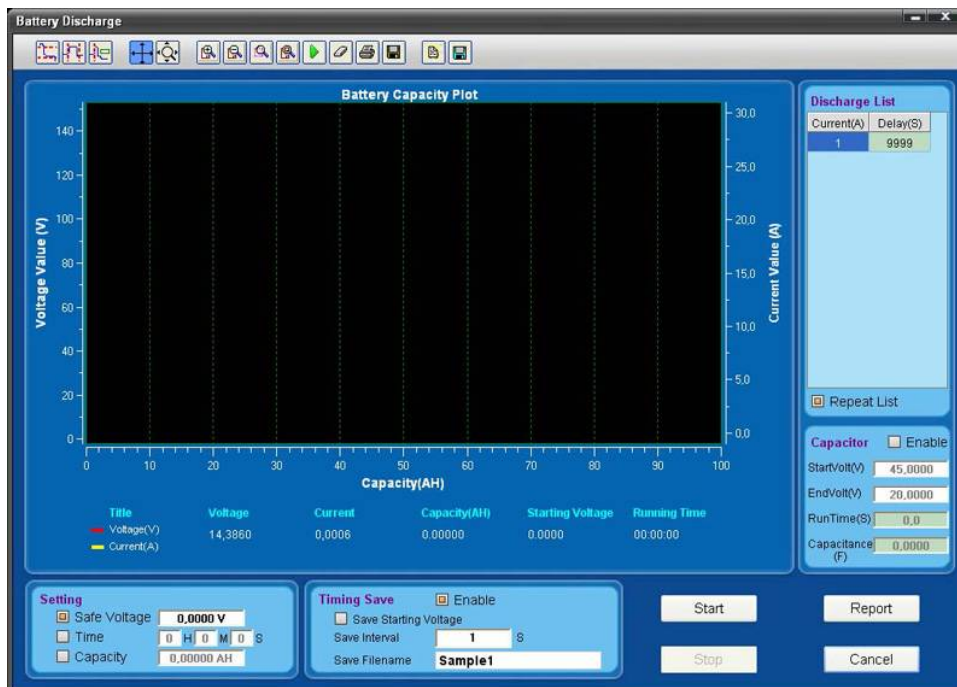 Battery Discharge
Battery Capacity Plot
Voltage Value (V)
140
120
100
80
60
40
20
0
30,0
25,0
20,0
15,0
10,0
5,0
0,0
Current Value (A)
0 10 20 30 40 50 60 70 80 90 100
Capacity(AH)
Title Voltage Current Capacity(AH) Starting Voltage Running Time
Voltage(V)
Current(A)
14,3860 0,0006 0.00000 0.0000 00:00:00
Discharge List
Current(A) Delay(S)
1 9999
Repeat List
Capacitor Enable
StartVolt(V) 45,0000
EndVolt(V) 20,0000
RunTime(S) 0,0
Capacitance (F) 0,0000
Setting
Safe Voltage 0,0000 V
Time 0 H 0 M 0 S
Capacity 0,00000 AH
Timing Save Enable
Save Starting Voltage
Save Interval 1 S
Save Filename Sample1
Start Report
Stop Cancel